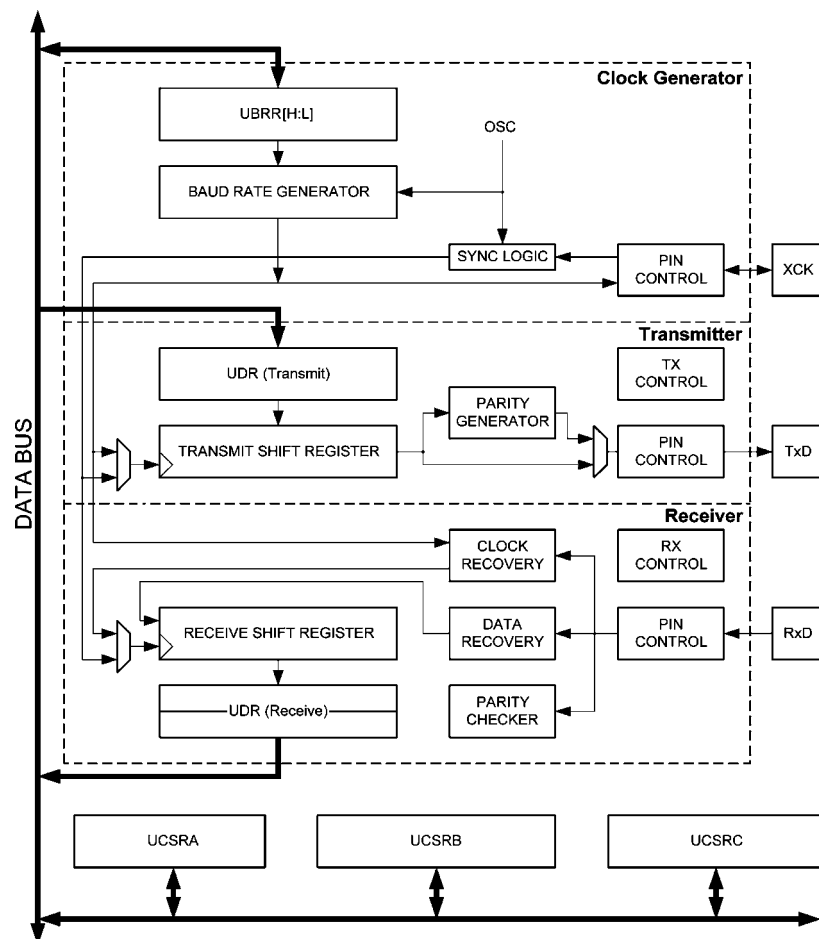 Clock Generator
UBRR[H:L]
OSC
BAUD RATE GENERATOR
SYNC LOGIC
PIN
CONTROL
XCK
Transmitter
UDR (Transmit)
TX
CONTROL
PARITY
GENERATOR
TRANSMIT SHIFT REGISTER
PIN
CONTROL
TxD
DATA BUS
Receiver
CLOCK
RECOVERY
RX
CONTROL
RECEIVE SHIFT REGISTER
DATA
RECOVERY
PIN
CONTROL
RxD
UDR (Receive)
PARITY
CHECKER
UCSRA
UCSRB
UCSRC